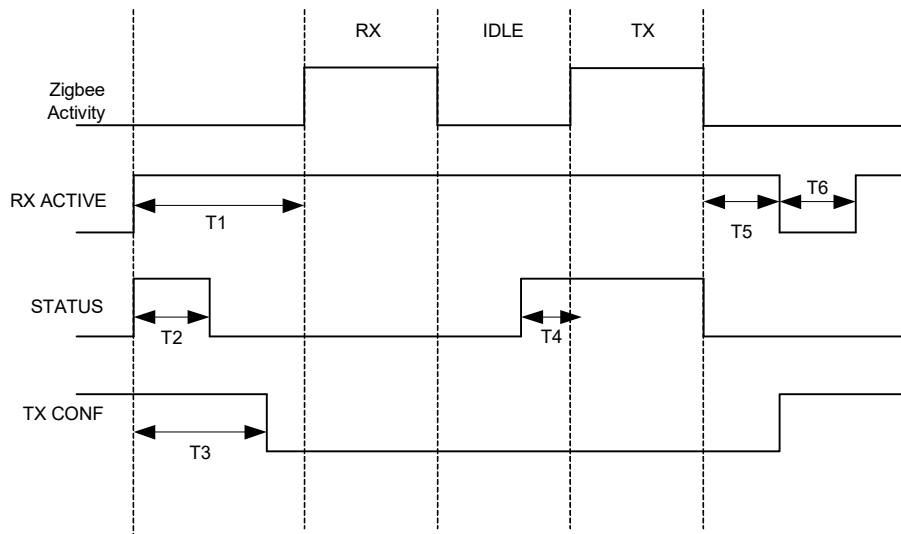 RX
IDLE
TX
Zigbee
Activity
RX ACTIVE
T1
T5
T6
STATUS
T2
T4
TX CONF
T3